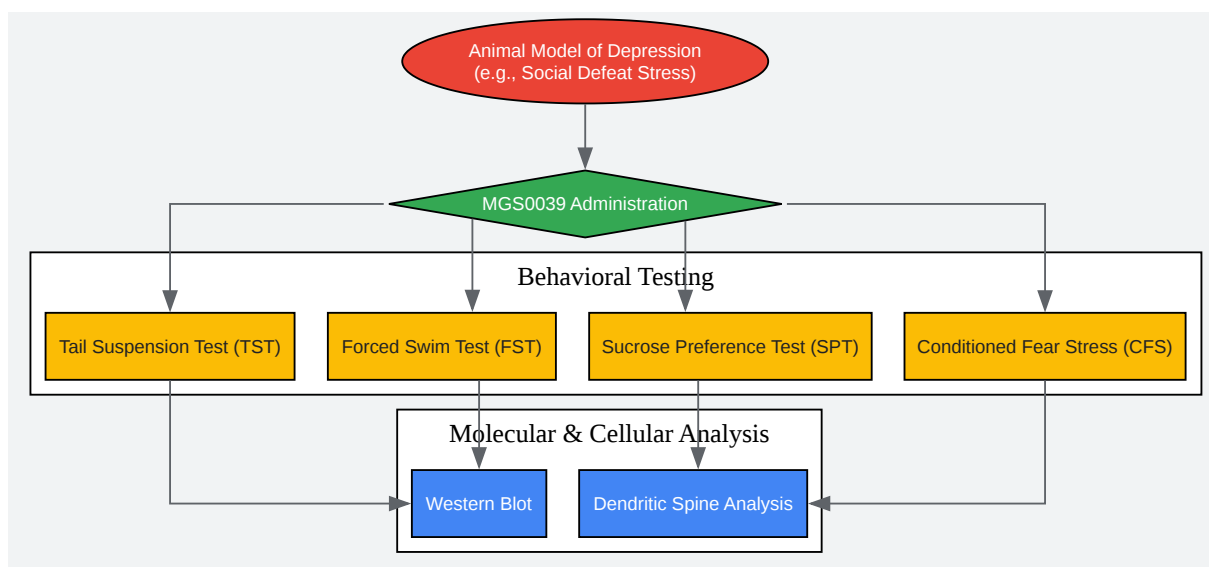 Animal Model of Depression
(e.g., Social Defeat Stress)
MGS0039 Administration
Behavioral Testing
Tail Suspension Test (TST)
Forced Swim Test (FST)
Sucrose Preference Test (SPT)
Conditioned Fear Stress (CFS)
Molecular & Cellular Analysis
Western Blot
Dendritic Spine Analysis